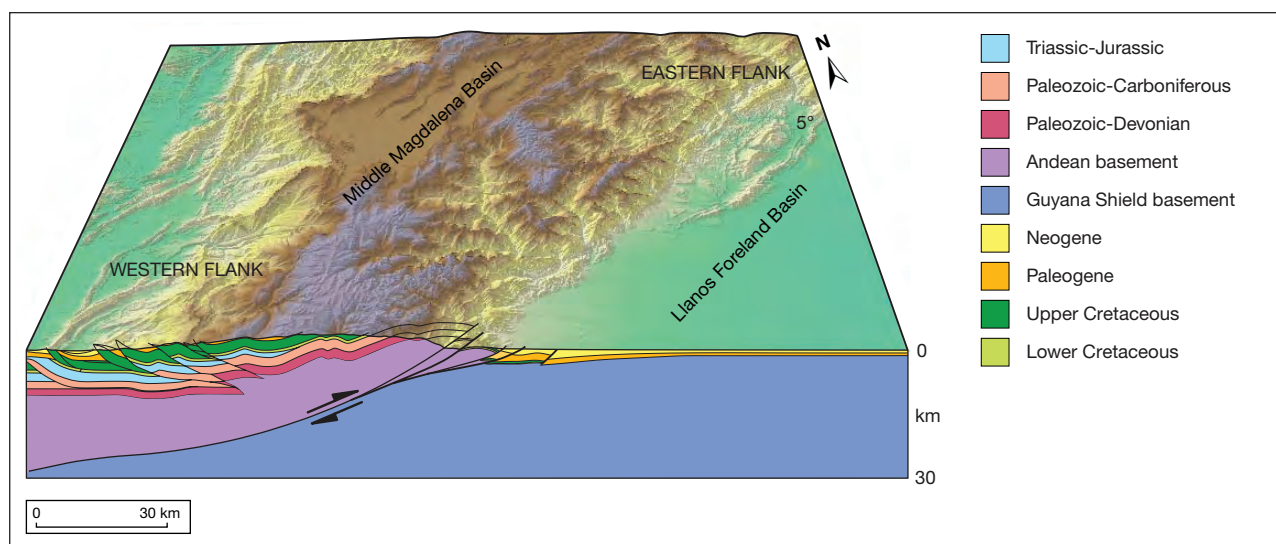 N
EASTERN FLANK
5°
Middle Magdalena Basin
Llanos Foreland Basin
WESTERN FLANK
0
km
30
0 30 km
Triassic-Jurassic
Paleozoic-Carboniferous
Paleozoic-Devonian
Andean basement
Guyana Shield basement
Neogene
Paleogene
Upper Cretaceous
Lower Cretaceous